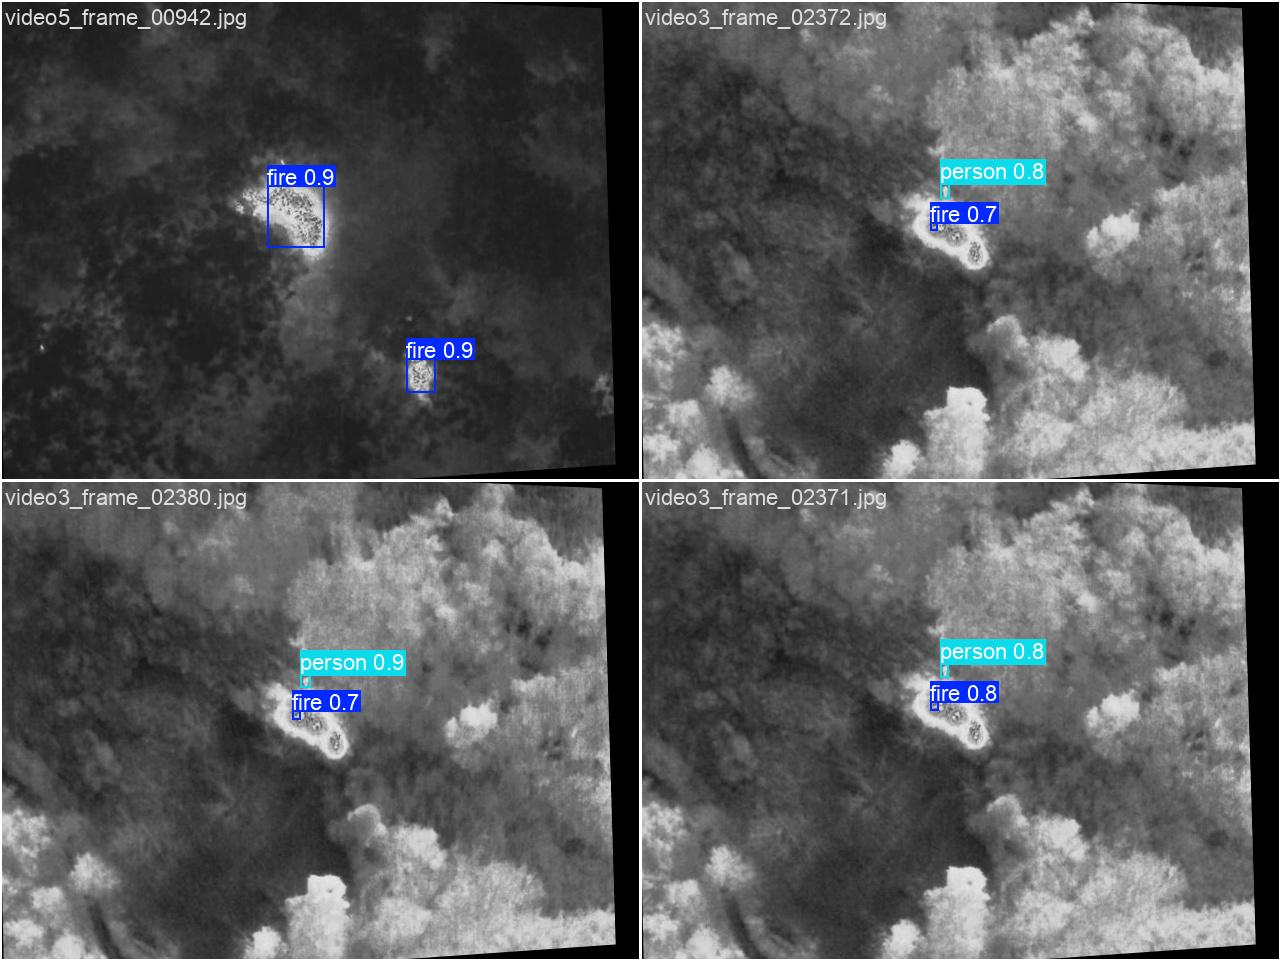 video5_frame_00942.jpg
fire 0.9
fire 0.9
video3_frame_02372.jpg
person 0.8
fire 0.7
video3_frame_02380.jpg
person 0.9
fire 0.7
video3_frame_02371.jpg
person 0.8
fire 0.8